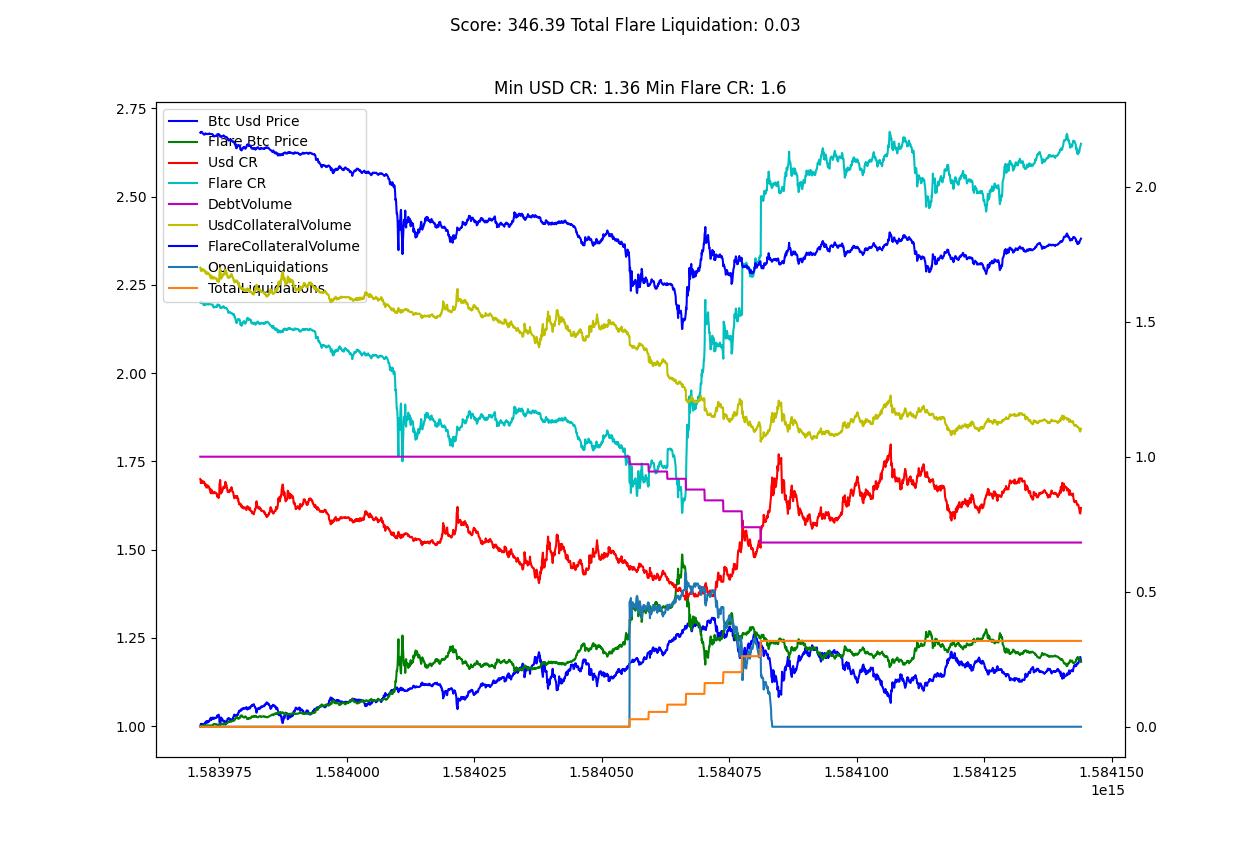 Score: 346.39 Total Flare Liquidation: 0.03
Min USD CR: 1.36 Min Flare CR: 1.6
2.75
2.50
2.25
2.00
1.75
1.50
1.25
1.00
Btc Usd Price
Flare Btc Price
Usd CR
Flare CR
DebtVolume
UsdCollateralVolume
FlareCollateralVolume
OpenLiquidations
TotalLiquidations
2.0
1.5
1.0
0.5
0.0
1.583975 1.584000 1.584025 1.584050 1.584075 1.584100 1.584125 1.584150
1e15